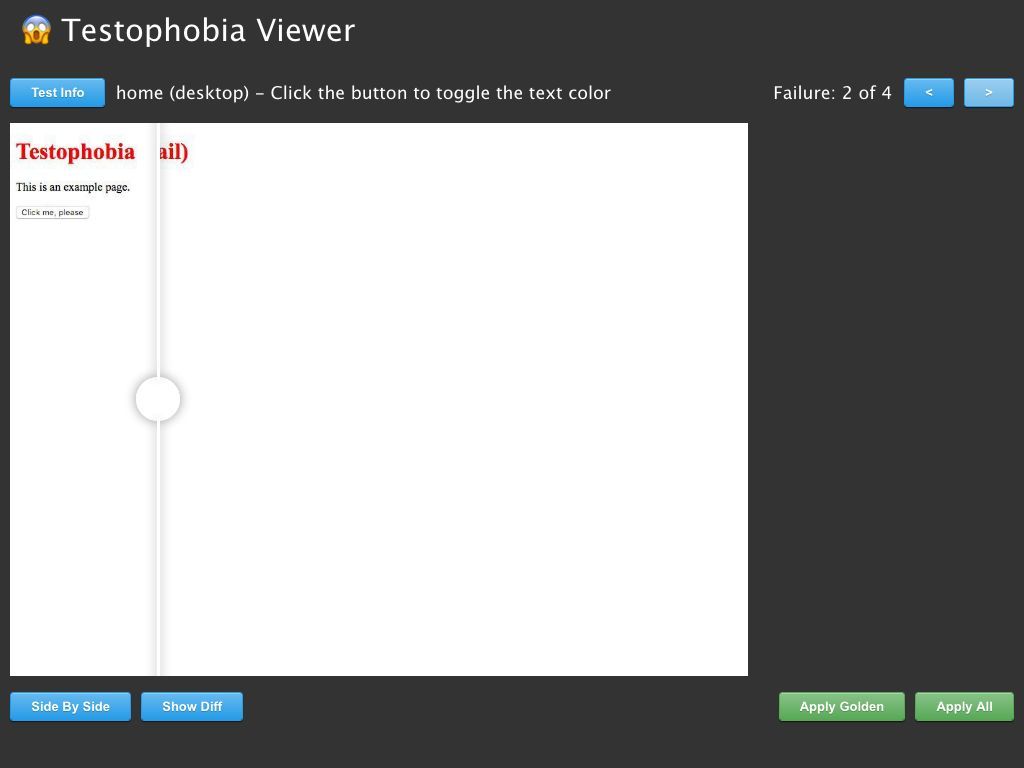 😱 Testophobia Viewer
Test Info home (desktop) – Click the button to toggle the text color Failure: 2 of 4 < >
Testophobia ail)
This is an example page.
Click me, please
Side By Side Show Diff Apply Golden Apply All